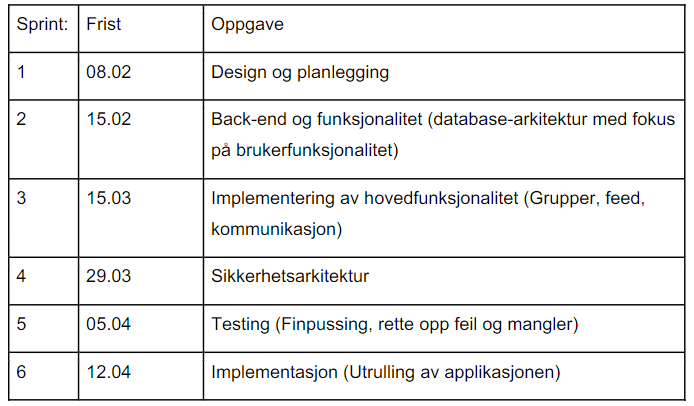 Sprint: Frist Oppgave
1 08.02 Design og planlegging
2 15.02 Back-end og funksjonalitet (database-arkitektur med fokus
på brukerfunksjonalitet)
3 15.03 Implementering av hovedfunksjonalitet (Grupper, feed,
kommunikasjon)
4 29.03 Sikkerhetsarkitektur
5 05.04 Testing (Finpussing, rette opp feil og mangler)
6 12.04 Implementasjon (Utrulling av applikasjonen)